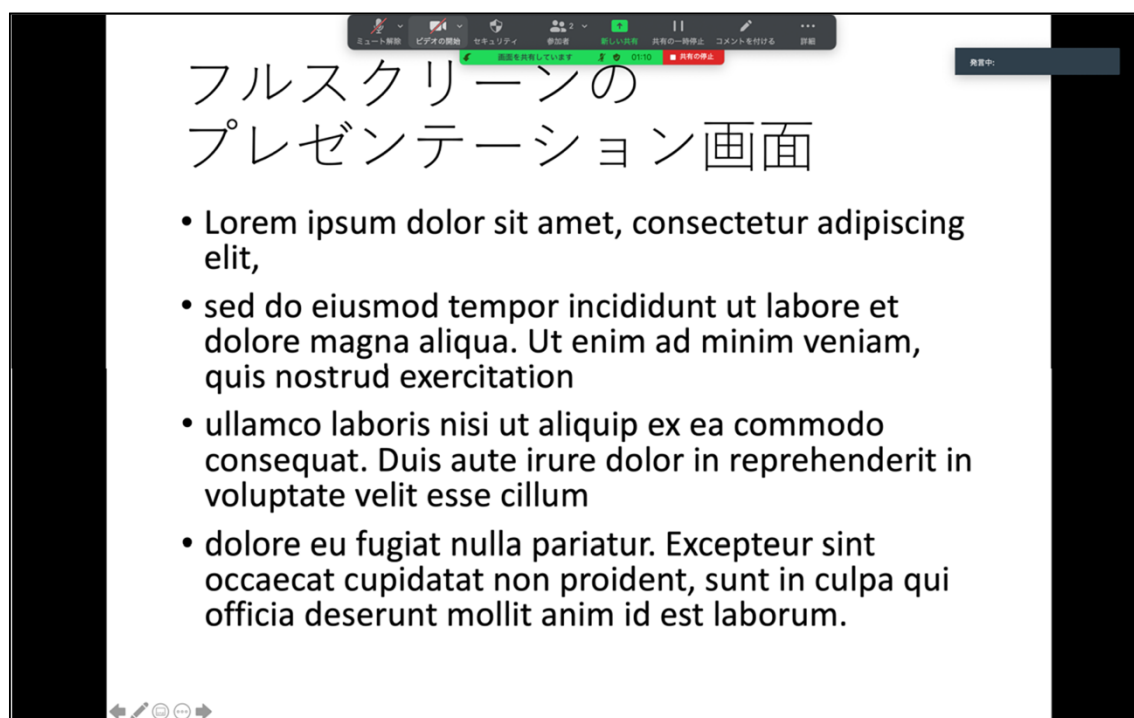 ミュート解除 ビデオの開始 セキュリティ 参加者 2 新しい共有 共有の一時停止 コメントを付ける 詳細
画面を共有しています 01:10 共有の停止
発言中:
フルスクリーンの
プレゼンテーション画面
• Lorem ipsum dolor sit amet, consectetur adipiscing
elit,
• sed do eiusmod tempor incididunt ut labore et
dolore magna aliqua. Ut enim ad minim veniam,
quis nostrud exercitation
• ullamco laboris nisi ut aliquip ex ea commodo
consequat. Duis aute irure dolor in reprehenderit in
voluptate velit esse cillum
• dolore eu fugiat nulla pariatur. Excepteur sint
occaecat cupidatat non proident, sunt in culpa qui
officia deserunt mollit anim id est laborum.